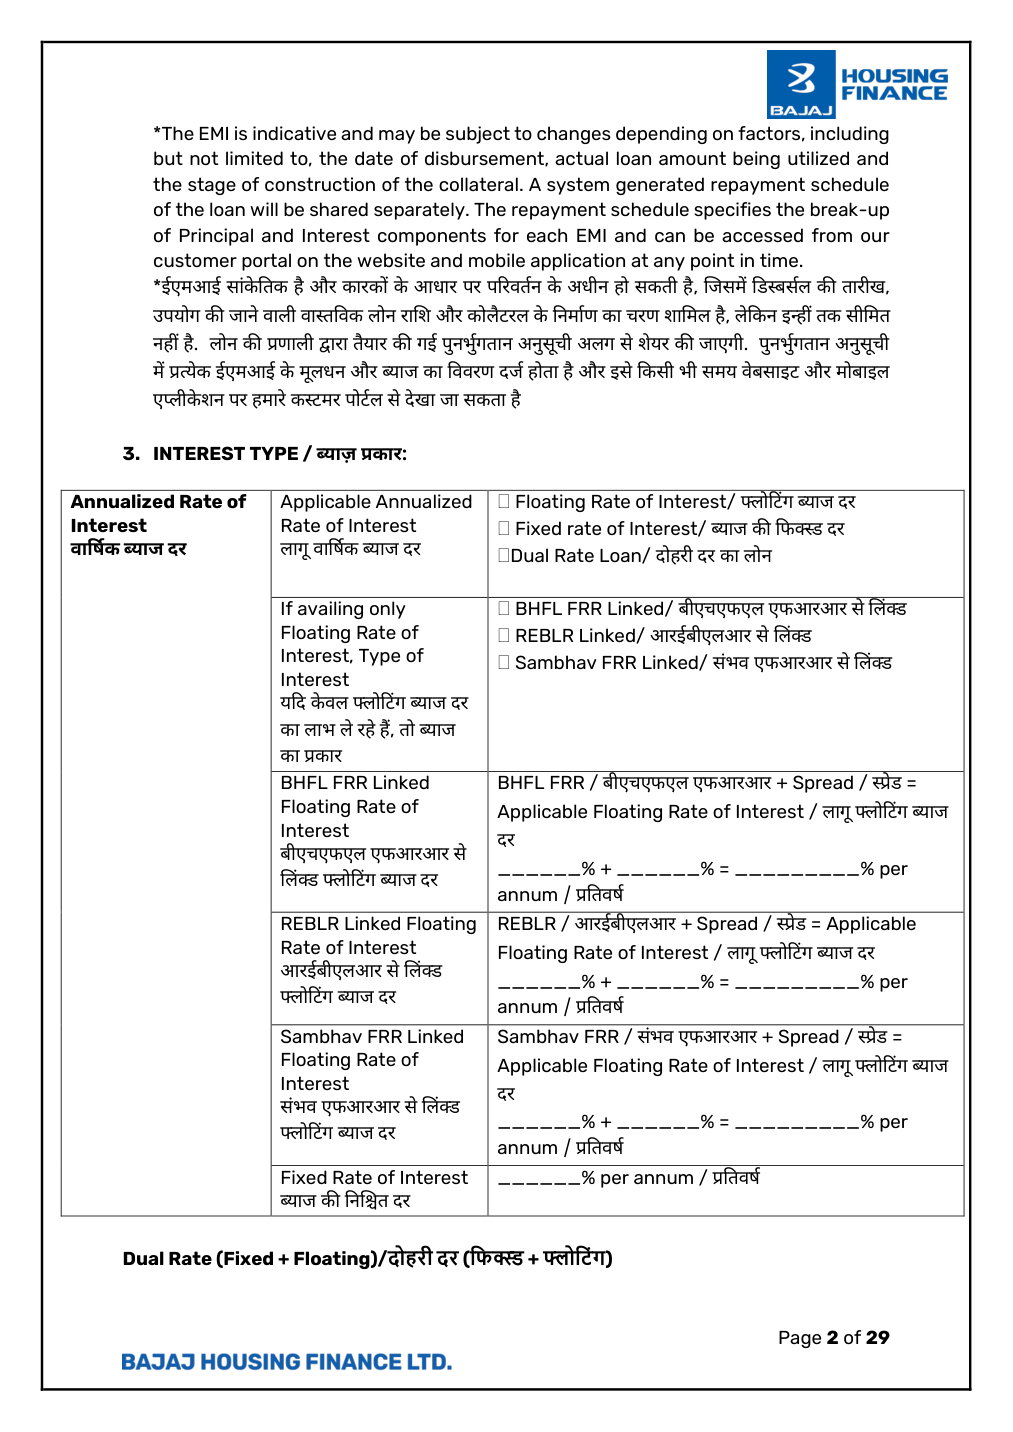 HOUSING
FINANCE
BAJAJ
*The EMI is indicative and may be subject to changes depending on factors, including
but not limited to, the date of disbursement, actual loan amount being utilized and
the stage of construction of the collateral. A system generated repayment schedule
of the loan will be shared separately. The repayment schedule specifies the break-up
of Principal and Interest components for each EMI and can be accessed from our
customer portal on the website and mobile application at any point in time.
*ईएमआई सांकेतिक है और कारकों के आधार पर परिवर्तन के अधीन हो सकती है, जिसमें डिस्बर्सल की तारीख,
उपयोग की जाने वाली वास्तविक लोन राशि और कोलैटरल के निर्माण का चरण शामिल है, लेकिन इन्हीं तक सीमित
नहीं है. लोन की प्रणाली द्वारा तैयार की गई पुनर्भुगतान अनुसूची अलग से शेयर की जाएगी. पुनर्भुगतान अनुसूची
में प्रत्येक ईएमआई के मूलधन और ब्याज का विवरण दर्ज होता है और इसे किसी भी समय वेबसाइट और मोबाइल
एप्लीकेशन पर हमारे कस्टमर पोर्टल से देखा जा सकता है
3. INTEREST TYPE / ब्याज़ प्रकार:
Annualized Rate of
Interest
वार्षिक ब्याज दर
Applicable Annualized
Rate of Interest
लागू वार्षिक ब्याज दर
☐ Floating Rate of Interest/ फ्लोटिंग ब्याज दर
☐ Fixed rate of Interest/ ब्याज की फिक्स्ड दर
☐Dual Rate Loan/ दोहरी दर का लोन
If availing only
Floating Rate of
Interest, Type of
Interest
यदि केवल फ्लोटिंग ब्याज दर
का लाभ ले रहे हैं, तो ब्याज
का प्रकार
☐ BHFL FRR Linked/ बीएचएफएल एफआरआर से लिंक्ड
☐ REBLR Linked/ आरईबीएलआर से लिंक्ड
☐ Sambhav FRR Linked/ संभव एफआरआर से लिंक्ड
BHFL FRR Linked
Floating Rate of
Interest
बीएचएफएल एफआरआर से
लिंक्ड फ्लोटिंग ब्याज दर
BHFL FRR / बीएचएफएल एफआरआर + Spread / स्प्रेड =
Applicable Floating Rate of Interest / लागू फ्लोटिंग ब्याज
दर
______% + ______% = _________% per
annum / प्रतिवर्ष
REBLR Linked Floating
Rate of Interest
आरईबीएलआर से लिंक्ड
फ्लोटिंग ब्याज दर
REBLR / आरईबीएलआर + Spread / स्प्रेड = Applicable
Floating Rate of Interest / लागू फ्लोटिंग ब्याज दर
______% + ______% = _________% per
annum / प्रतिवर्ष
Sambhav FRR Linked
Floating Rate of
Interest
संभव एफआरआर से लिंक्ड
फ्लोटिंग ब्याज दर
Sambhav FRR / संभव एफआरआर + Spread / स्प्रेड =
Applicable Floating Rate of Interest / लागू फ्लोटिंग ब्याज
दर
______% + ______% = _________% per
annum / प्रतिवर्ष
Fixed Rate of Interest
ब्याज की निश्चित दर
______% per annum / प्रतिवर्ष
Dual Rate (Fixed + Floating)/दोहरी दर (फिक्स्ड + फ्लोटिंग)
Page 2 of 29
BAJAJ HOUSING FINANCE LTD.